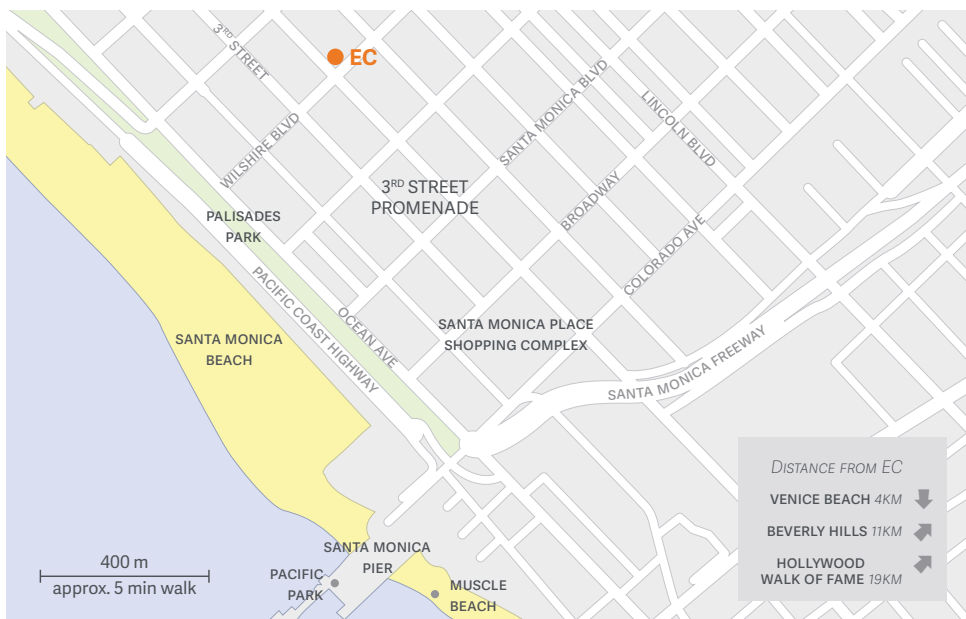 3RD STREET
EC
WILSHIRE BLVD
SANTA MONICA BLVD
LINCOLN BLVD
3RD STREET
PROMENADE
BROADWAY
PALISADES
PARK
COLORADO AVE
PACIFIC COAST HIGHWAY
OCEAN AVE
SANTA MONICA PLACE
SHOPPING COMPLEX
SANTA MONICA
BEACH
SANTA MONICA FREEWAY
DISTANCE FROM EC
VENICE BEACH 4KM
BEVERLY HILLS 11KM
HOLLYWOOD
WALK OF FAME 19KM
SANTA MONICA
PIER
400 m
approx. 5 min walk
PACIFIC
PARK
MUSCLE
BEACH